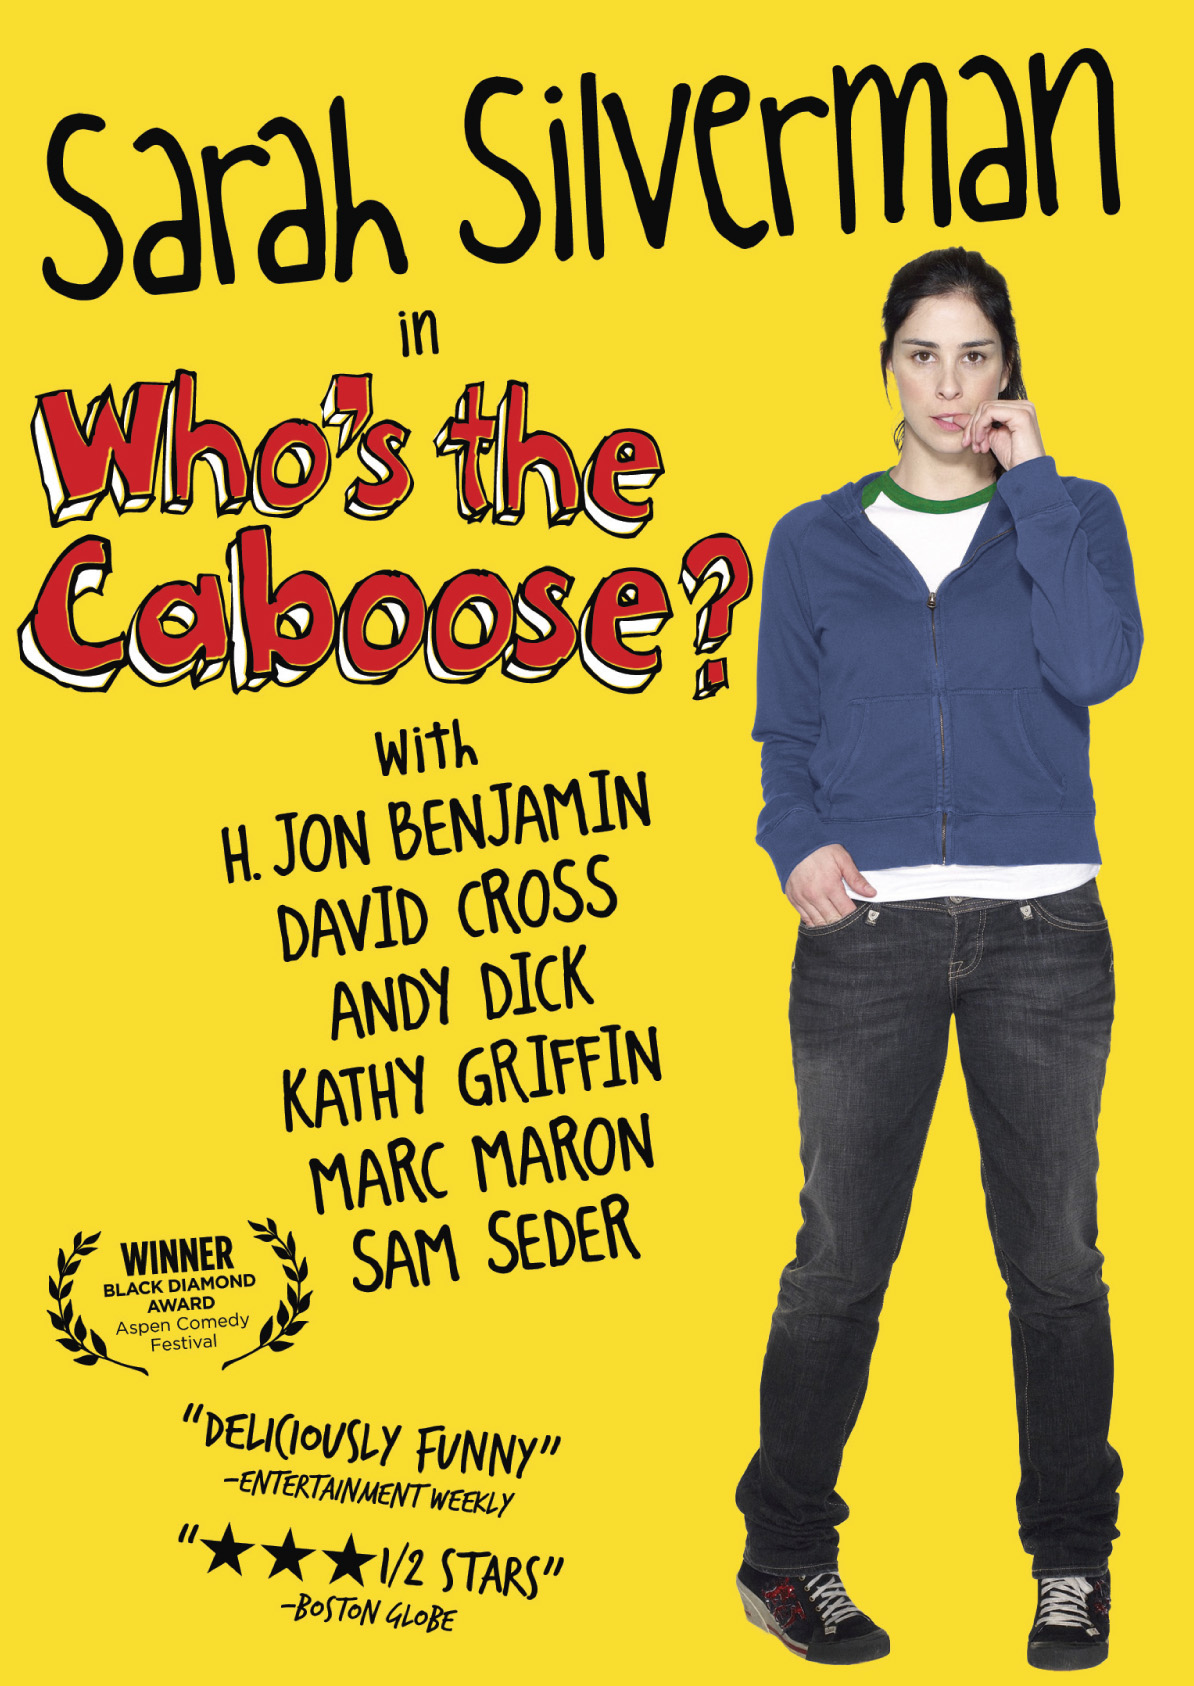 Sarah Silverman
in
Who's the
Caboose?
With
H. JON BENJAMIN
DAVID CROSS
ANDY DICK
KATHY GRIFFIN
MARC MARON
SAM SEDER
WINNER
BLACK DIAMOND
AWARD
Aspen Comedy
Festival
"DELICIOUSLY FUNNY"
-ENTERTAINMENT WEEKLY
"★★★1/2 STARS"
-BOSTON GLOBE